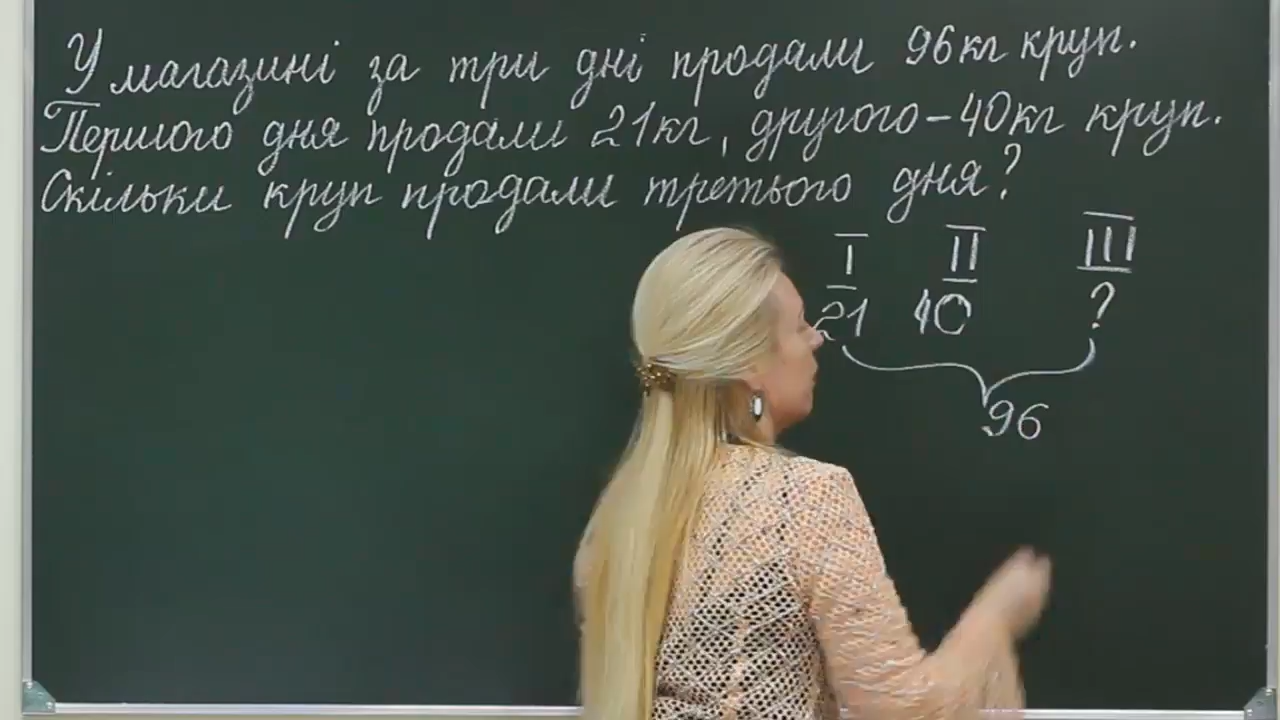 У магазині за три дні продали 96 кг круп.
Першого дня продали 21 кг, другого – 40 кг круп.
Скільки круп продали третього дня?
I II III
21 40 ?
96